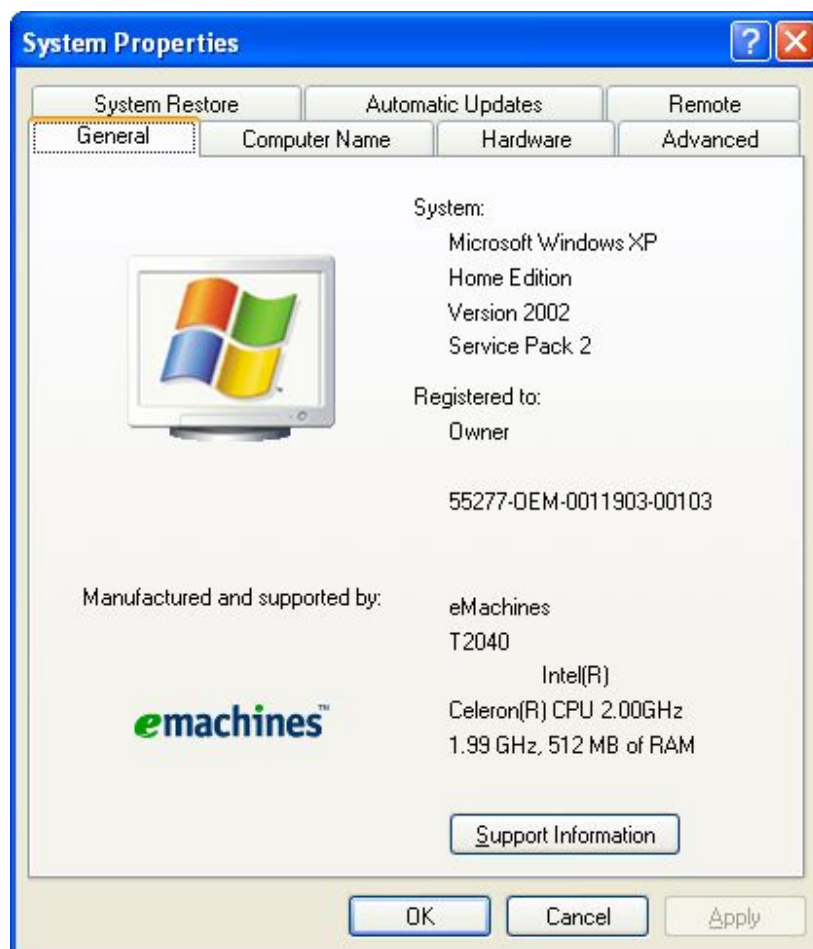 System Properties
System Restore Automatic Updates Remote
General Computer Name Hardware Advanced
System:
Microsoft Windows XP
Home Edition
Version 2002
Service Pack 2
Registered to:
Owner
55277-OEM-0011903-00103
Manufactured and supported by:
eMachines
T2040
Intel(R)
emachines™
Celeron(R) CPU 2.00GHz
1.99 GHz, 512 MB of RAM
Support Information
OK Cancel Apply